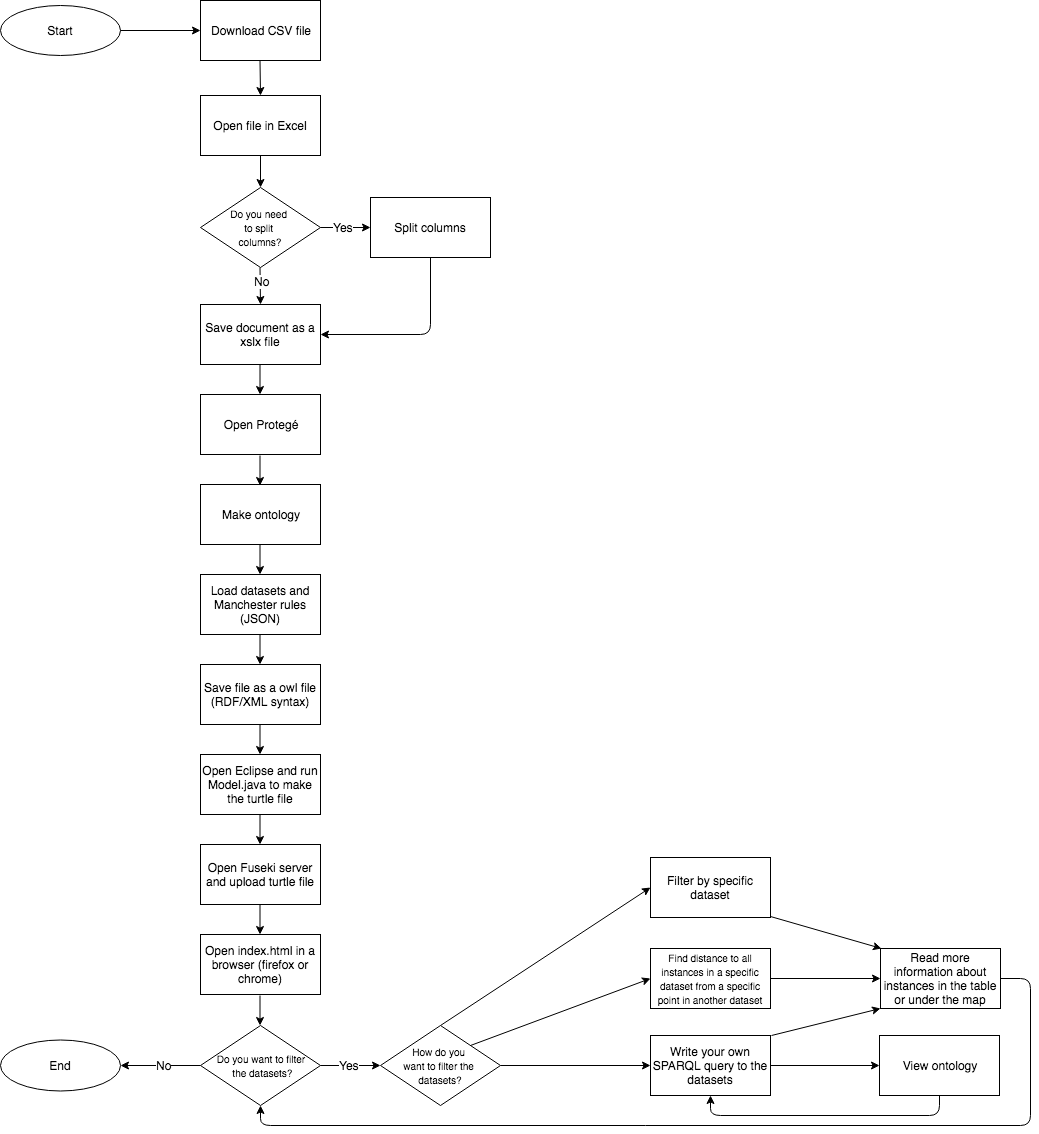 Start
Download CSV file
Open file in Excel
Do you need
to split
columns?
Yes
Split columns
No
Save document as a
xslx file
Open Protegé
Make ontology
Load datasets and
Manchester rules
(JSON)
Save file as a owl file
(RDF/XML syntax)
Open Eclipse and run
Model.java to make
the turtle file
Open Fuseki server
and upload turtle file
Open index.html in a
browser (firefox or
chrome)
Do you want to filter
the datasets?
No
End
Yes
How do you
want to filter the
datasets?
Filter by specific
dataset
Find distance to all
instances in a specific
dataset from a specific
point in another dataset
Write your own
SPARQL query to the
datasets
Read more
information about
instances in the table
or under the map
View ontology